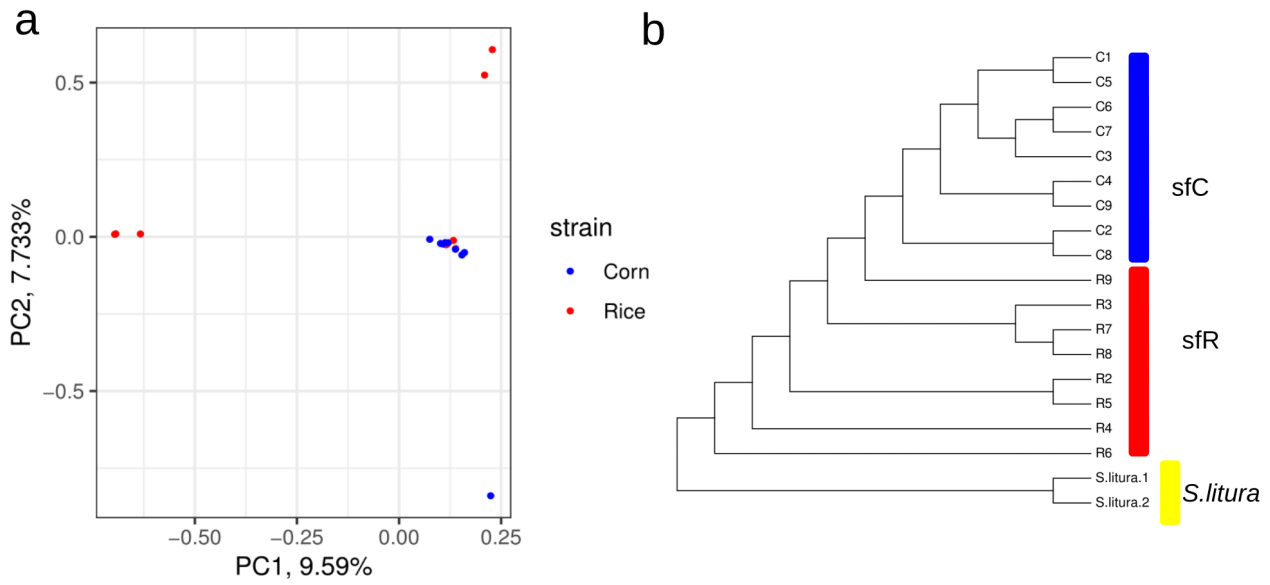 a
0.5
0.0
−0.5
PC2, 7.733%
−0.50
−0.25
0.00
0.25
PC1, 9.59%
strain
Corn
Rice
b
C1
C5
C6
C7
C3
C4
C9
C2
C8
R9
R3
R7
R8
R2
R5
R4
R6
S.litura.1
S.litura.2
sfC
sfR
S.litura